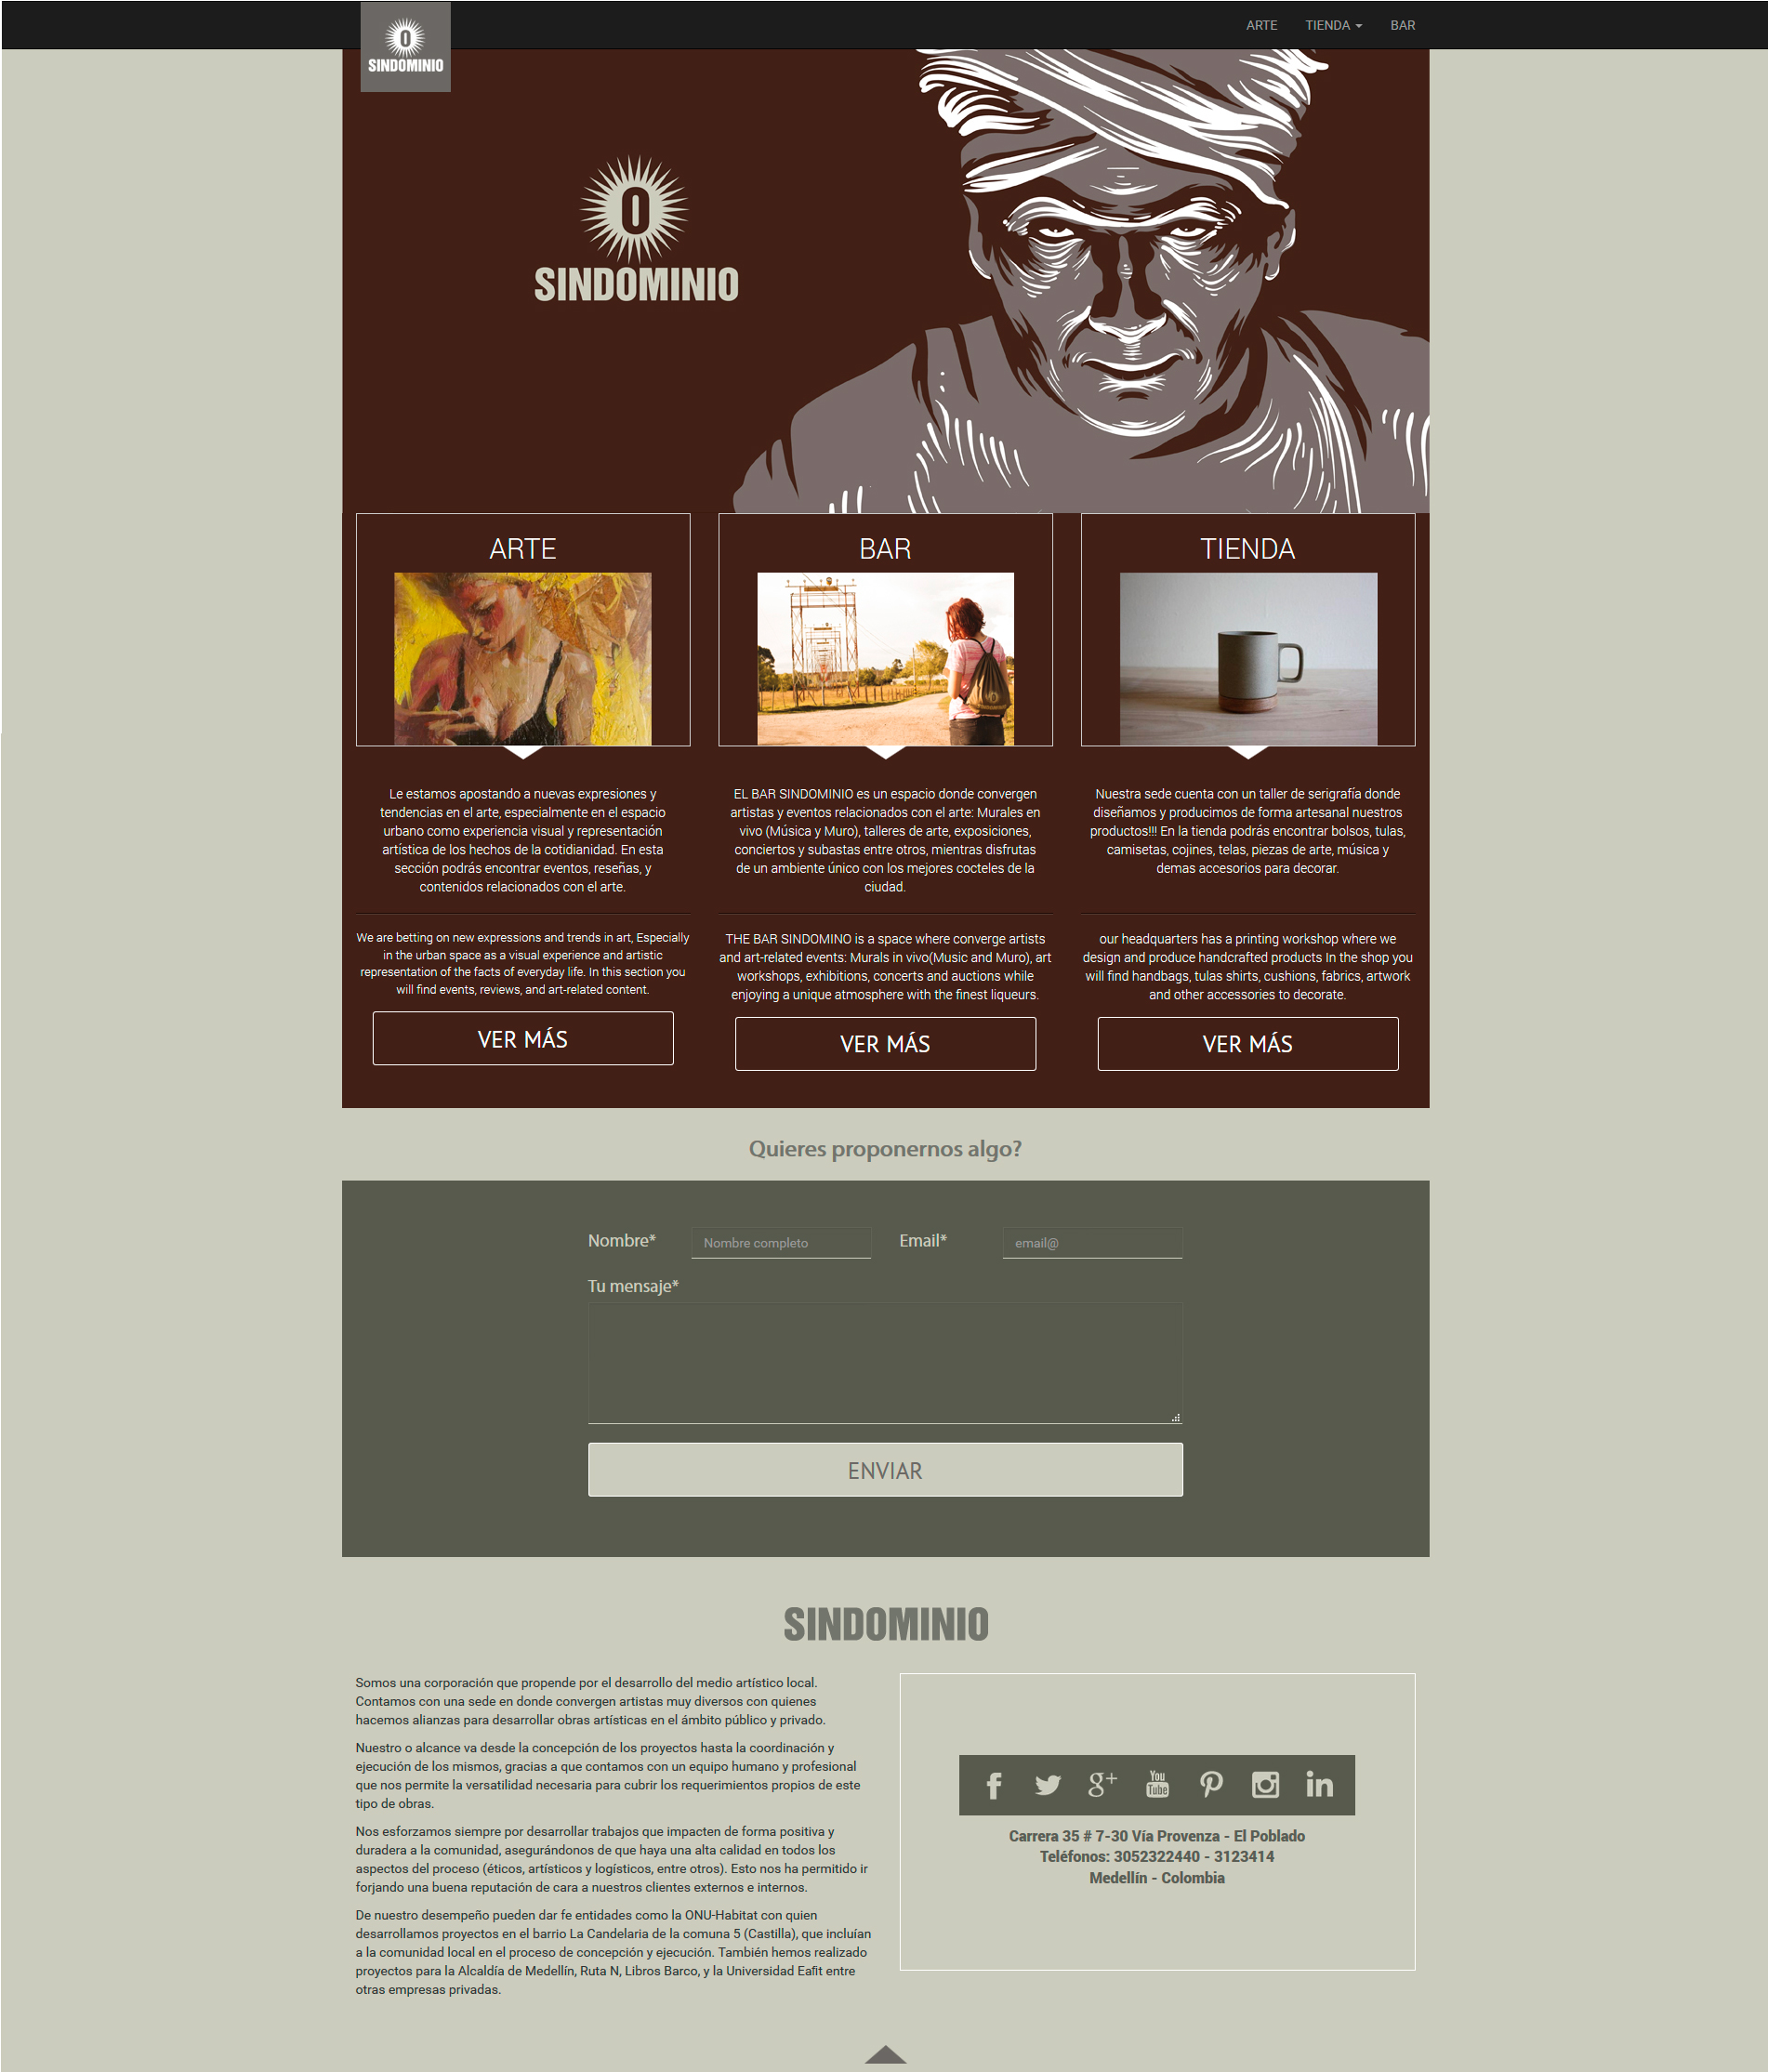 O
SINDOMINIO
ARTE
TIENDA
BAR
O
SINDOMINIO
ARTE
Le estamos apostando a nuevas expresiones y
tendencias en el arte, especialmente en el espacio
urbano como experiencia visual y representación
artística de los hechos de la cotidianidad. En esta
sección podrás encontrar eventos, reseñas, y
contenidos relacionados con el arte.
We are betting on new expressions and trends in art, Especially
in the urban space as a visual experience and artistic
representation of the facts of everyday life. In this section you
will find events, reviews, and art-related content.
VER MÁS
BAR
EL BAR SINDOMINIO es un espacio donde convergen
artistas y eventos relacionados con el arte: Murales en
vivo (Música y Muro), talleres de arte, exposiciones,
conciertos y subastas entre otros, mientras disfrutas
de un ambiente único con los mejores cocteles de la
ciudad.
THE BAR SINDOMINO is a space where converge artists
and art-related events: Murals in vivo(Music and Muro), art
workshops, exhibitions, concerts and auctions while
enjoying a unique atmosphere with the finest liqueurs.
VER MÁS
TIENDA
Nuestra sede cuenta con un taller de serigrafía donde
diseñamos y producimos de forma artesanal nuestros
productos!!! En la tienda podrás encontrar bolsos, tulas,
camisetas, cojines, telas, piezas de arte, música y
demas accesorios para decorar.
our headquarters has a printing workshop where we
design and produce handcrafted products In the shop you
will find handbags, tulas shirts, cushions, fabrics, artwork
and other accessories to decorate.
VER MÁS
Quieres proponernos algo?
Nombre*
Nombre completo
Email*
email@
Tu mensaje*
ENVIAR
SINDOMINIO
Somos una corporación que propende por el desarrollo del medio artístico local.
Contamos con una sede en donde convergen artistas muy diversos con quienes
hacemos alianzas para desarrollar obras artísticas en el ámbito público y privado.
Nuestro o alcance va desde la concepción de los proyectos hasta la coordinación y
ejecución de los mismos, gracias a que contamos con un equipo humano y profesional
que nos permite la versatilidad necesaria para cubrir los requerimientos propios de este
tipo de obras.
Nos esforzamos siempre por desarrollar trabajos que impacten de forma positiva y
duradera a la comunidad, asegurándonos de que haya una alta calidad en todos los
aspectos del proceso (éticos, artísticos y logísticos, entre otros). Esto nos ha permitido ir
forjando una buena reputación de cara a nuestros clientes externos e internos.
De nuestro desempeño pueden dar fe entidades como la ONU-Habitat con quien
desarrollamos proyectos en el barrio La Candelaria de la comuna 5 (Castilla), que incluían
a la comunidad local en el proceso de concepción y ejecución. También hemos realizado
proyectos para la Alcaldía de Medellín, Ruta N, Libros Barco, y la Universidad Eafit entre
otras empresas privadas.
You
Tube
Carrera 35 # 7-30 Vía Provenza - El Poblado
Teléfonos: 3052322440 - 3123414
Medellín - Colombia